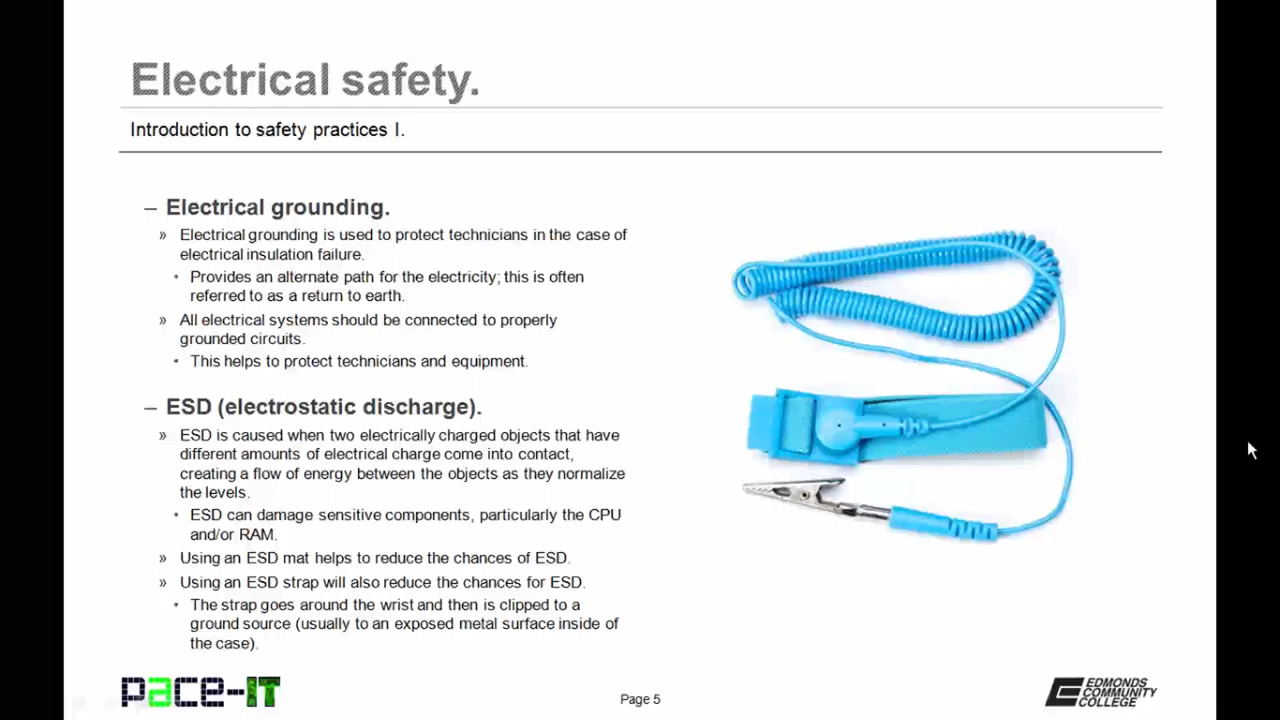 Electrical safety.
Introduction to safety practices I.
– Electrical grounding.
» Electrical grounding is used to protect technicians in the case of
electrical insulation failure.
• Provides an alternate path for the electricity; this is often
referred to as a return to earth.
» All electrical systems should be connected to properly
grounded circuits.
• This helps to protect technicians and equipment.
– ESD (electrostatic discharge).
» ESD is caused when two electrically charged objects that have
different amounts of electrical charge come into contact,
creating a flow of energy between the objects as they normalize
the levels.
• ESD can damage sensitive components, particularly the CPU
and/or RAM.
» Using an ESD mat helps to reduce the chances of ESD.
» Using an ESD strap will also reduce the chances for ESD.
• The strap goes around the wrist and then is clipped to a
ground source (usually to an exposed metal surface inside of
the case).
pace-IT
Page 5
EDMONDS
COMMUNITY
COLLEGE